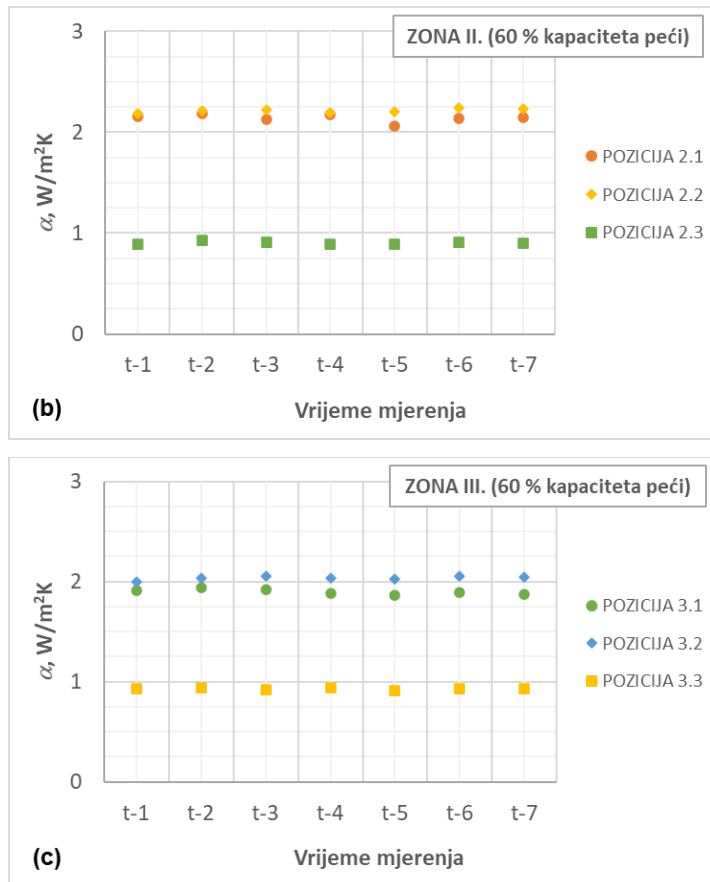 ZONA II. (60 % kapaciteta peći)
3
2
1
0
α, W/m²K
POZICIJA 2.1
POZICIJA 2.2
POZICIJA 2.3
t-1 t-2 t-3 t-4 t-5 t-6 t-7
(b)
Vrijeme mjerenja
ZONA III. (60 % kapaciteta peći)
3
2
1
0
α, W/m²K
POZICIJA 3.1
POZICIJA 3.2
POZICIJA 3.3
t-1 t-2 t-3 t-4 t-5 t-6 t-7
(c)
Vrijeme mjerenja